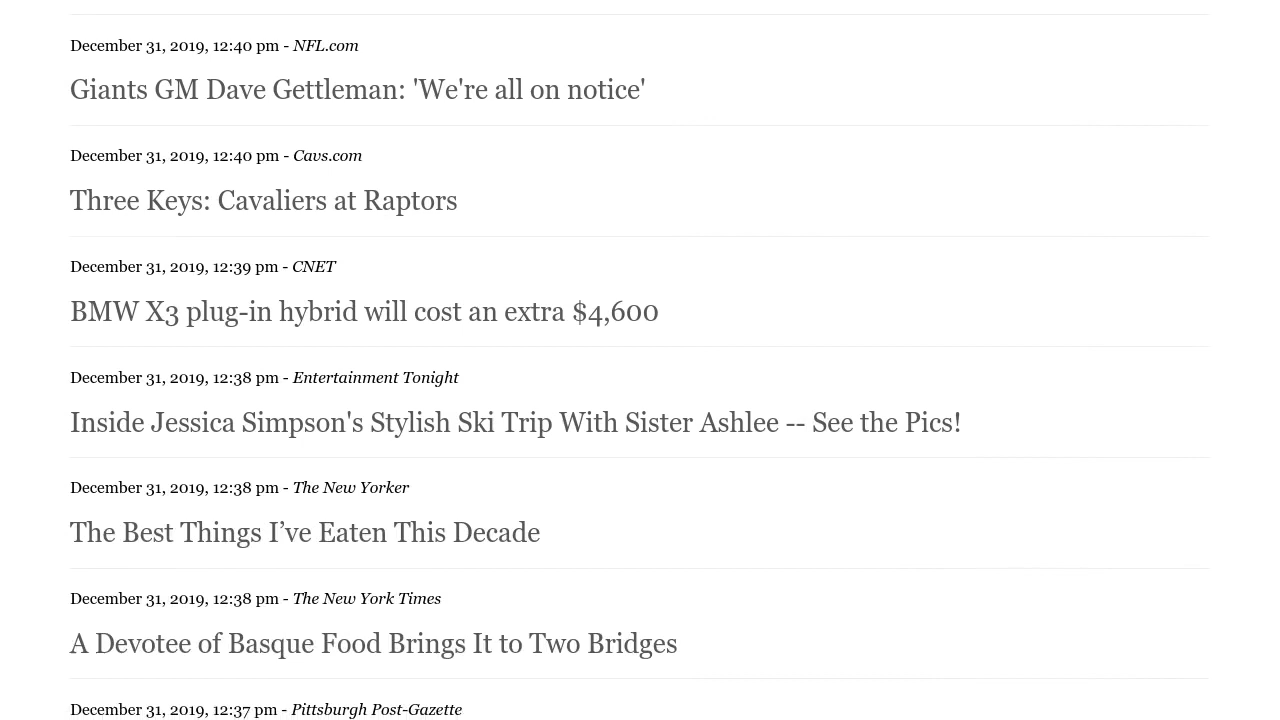 December 31, 2019, 12:40 pm - NFL.com
Giants GM Dave Gettleman: 'We're all on notice'
December 31, 2019, 12:40 pm - Cavs.com
Three Keys: Cavaliers at Raptors
December 31, 2019, 12:39 pm - CNET
BMW X3 plug-in hybrid will cost an extra $4,600
December 31, 2019, 12:38 pm - Entertainment Tonight
Inside Jessica Simpson's Stylish Ski Trip With Sister Ashlee -- See the Pics!
December 31, 2019, 12:38 pm - The New Yorker
The Best Things I’ve Eaten This Decade
December 31, 2019, 12:38 pm - The New York Times
A Devotee of Basque Food Brings It to Two Bridges
December 31, 2019, 12:37 pm - Pittsburgh Post-Gazette